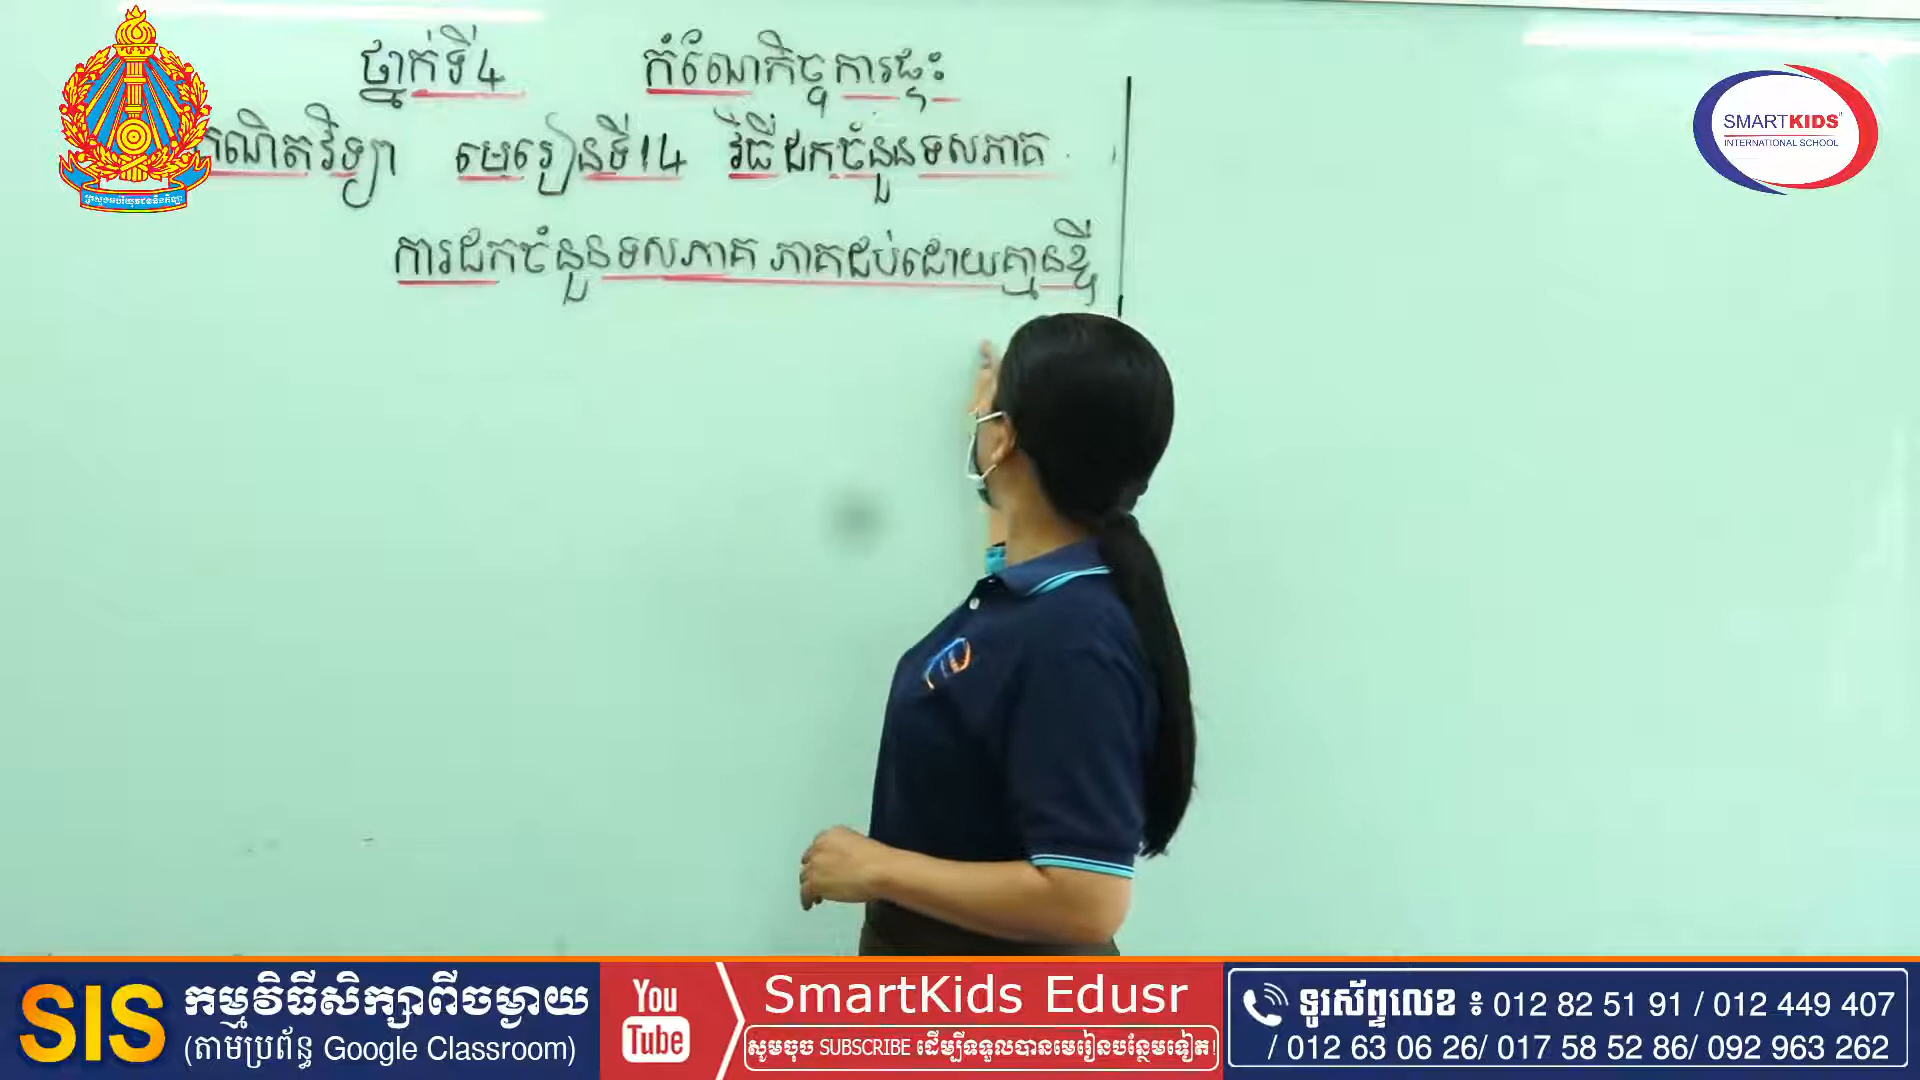 ថ្នាក់ទី4 កំណែកិច្ចការផ្ទះ
គណិតវិទ្យា មេរៀនទី14 វិធីដកចំនួនទសភាគ
ការដកចំនួនទសភាគ ភាគដប់ដោយគ្មានខ្ចី
SMARTKIDS
INTERNATIONAL SCHOOL
SIS កម្មវិធីសិក្សាពីចម្ងាយ
(តាមប្រព័ន្ធ Google Classroom)
You Tube
SmartKids Edusr
សូមចុច SUBSCRIBE ដើម្បីទទួលបានមេរៀនបន្ថែមទៀត!
ទូរស័ព្ទលេខ ៖ 012 82 51 91 / 012 449 407
/ 012 63 06 26/ 017 58 52 86/ 092 963 262